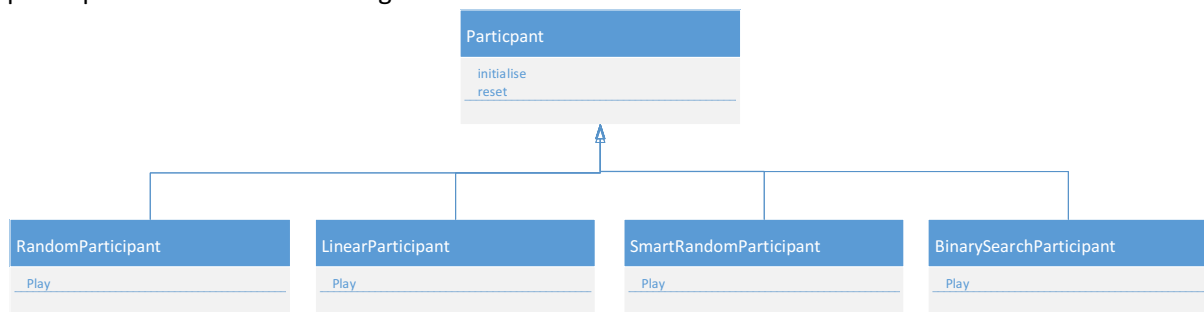 Particpant
initialise
reset
RandomParticipant
LinearParticipant
SmartRandomParticipant
BinarySearchParticipant
Play
Play
Play
Play